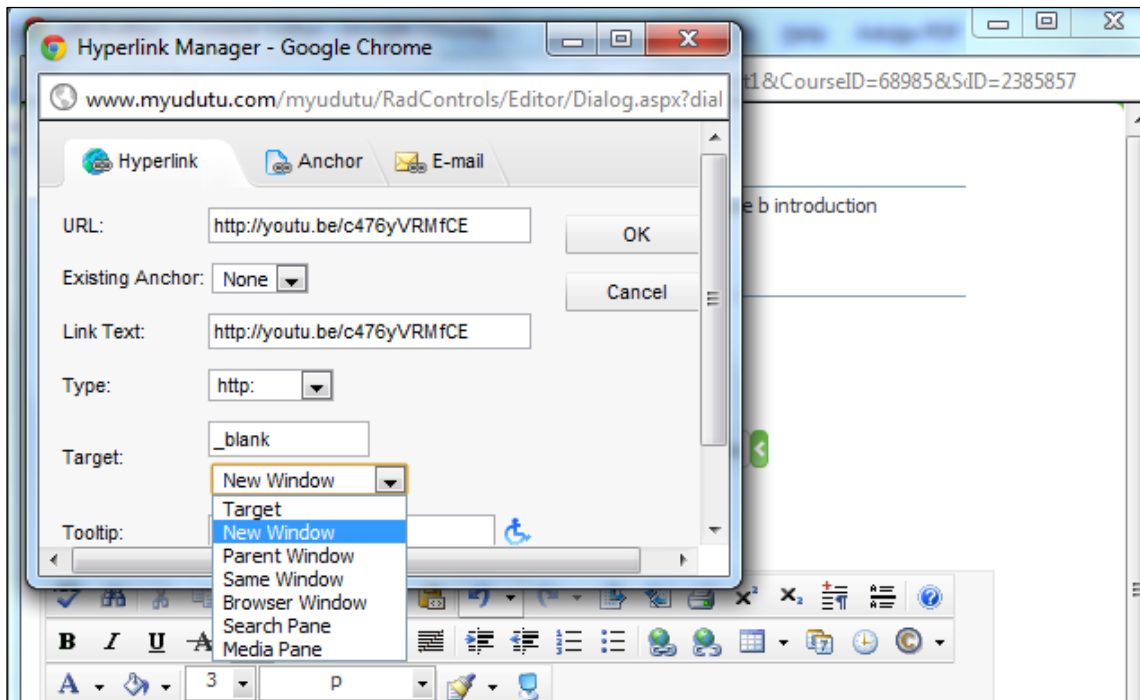 Hyperlink Manager - Google Chrome
www.myudutu.com/myudutu/RadControls/Editor/Dialog.aspx?dial
t1&CourseID=68985&SdID=2385857
Hyperlink Anchor E-mail
e b introduction
URL: http://youtu.be/c476yVRMfCE OK
Existing Anchor: None Cancel
Link Text: http://youtu.be/c476yVRMfCE
Type: http:
Target: _blank
New Window
Target
Tooltip: New Window
Parent Window
Same Window
Browser Window
Search Pane
Media Pane
B I U A
A 3 p